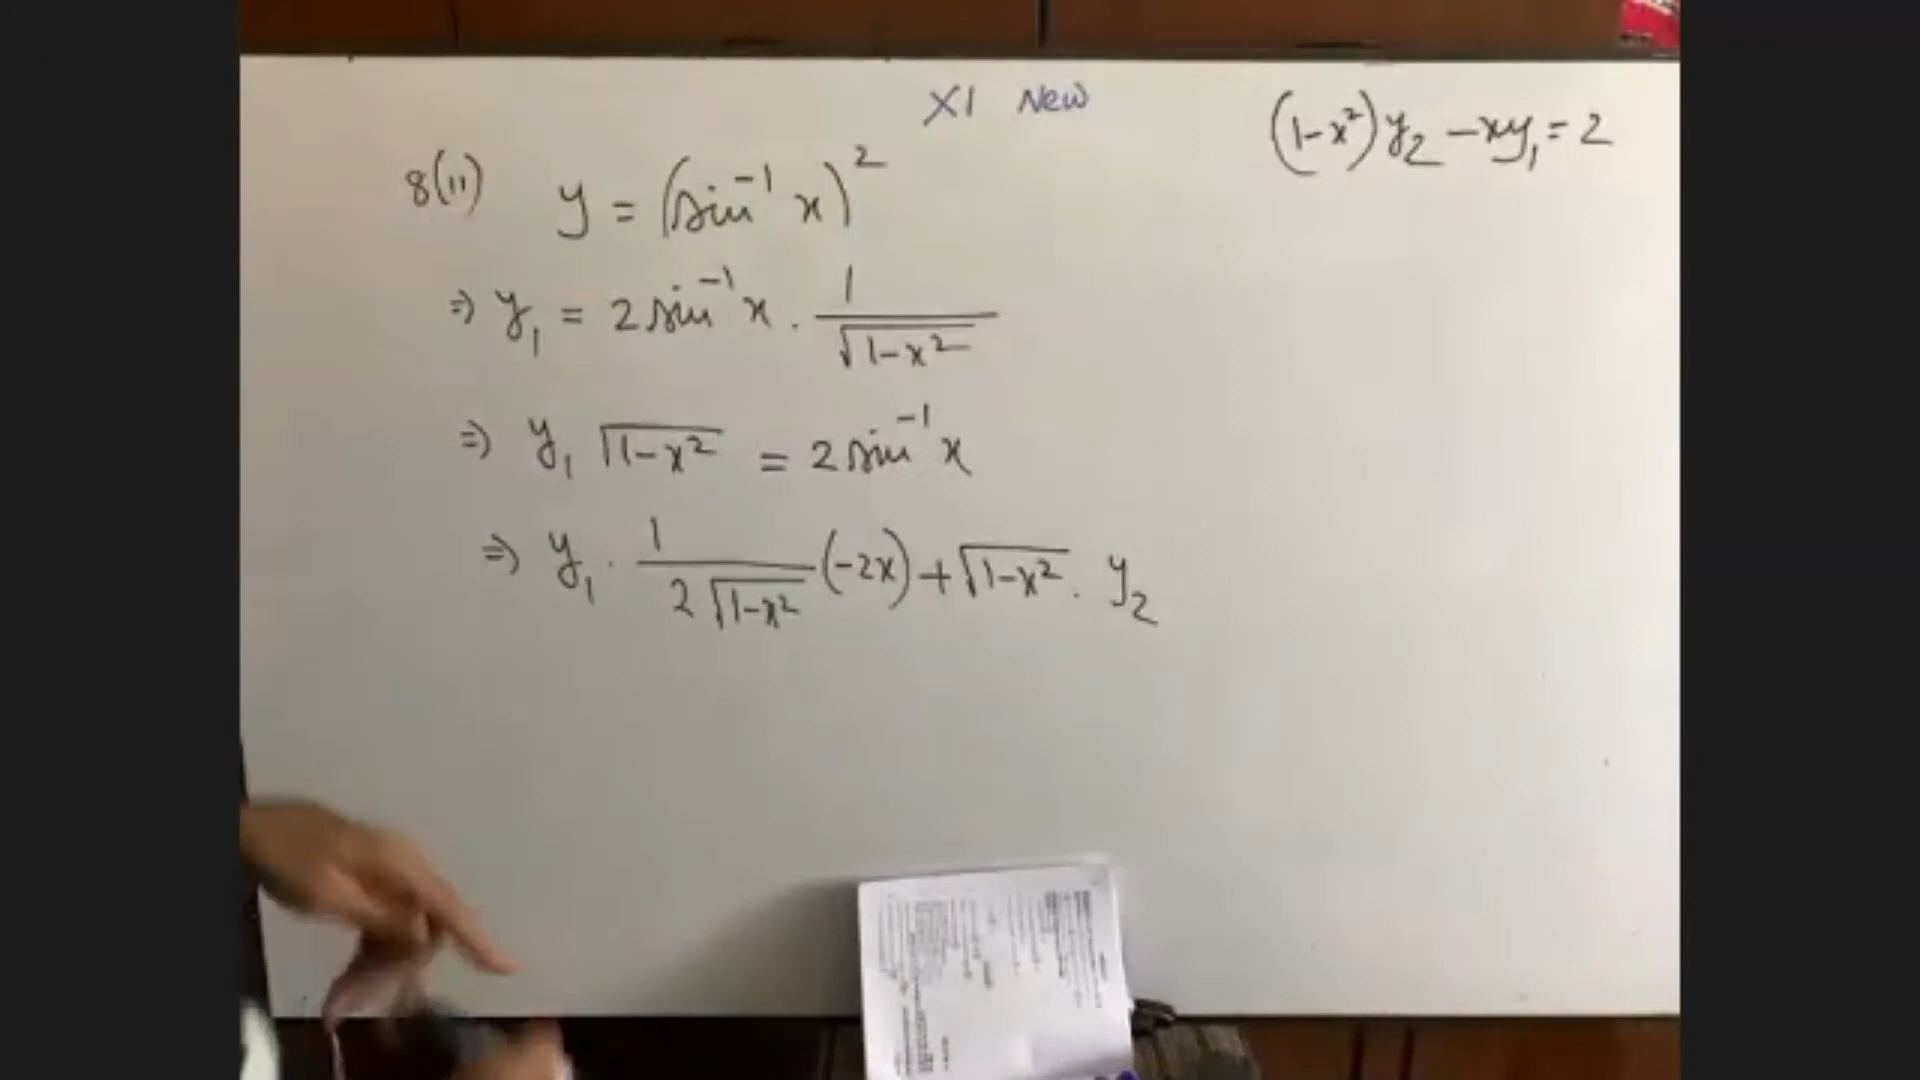 XI New
(1-x²)y₂ - xy₁ = 2
8(11) y = (sin⁻¹ x)²
⇒ y₁ = 2 sin⁻¹ x . 1/√(1-x²)
⇒ y₁ √(1-x²) = 2 sin⁻¹ x
⇒ y₁ . 1/(2√(1-x²)) (-2x) + √(1-x²) . y₂